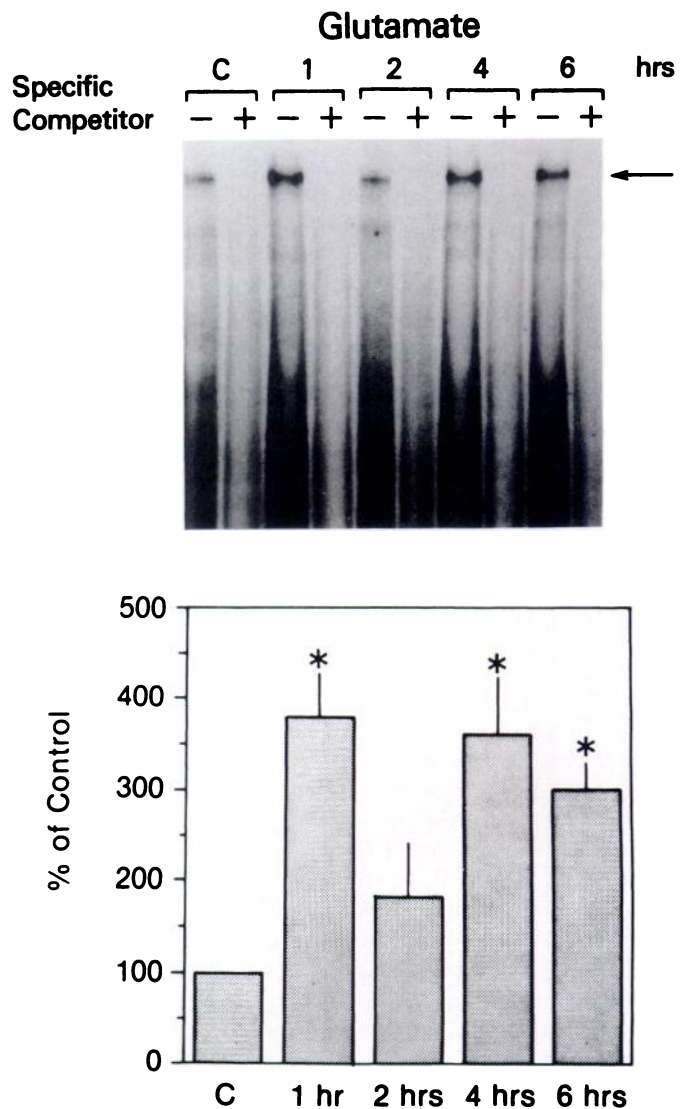 Glutamate
C 1 2 4 6 hrs
Specific
Competitor − + − + − + − + − +
500
* *
400
*
300
200
100
0
% of Control
C 1 hr 2 hrs 4 hrs 6 hrs